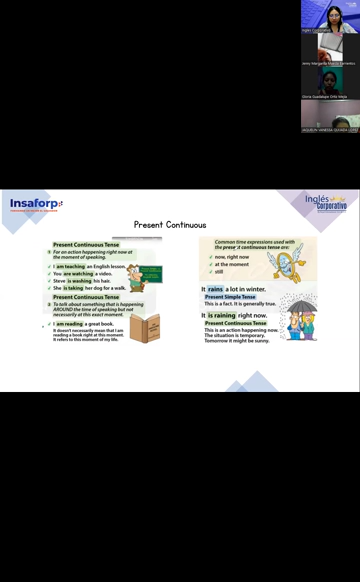 Insaforp
Inglés
Corporativo
Present Continuous
Present Continuous Tense
For an action happening right now at
the moment of speaking.
✓ I am teaching an English lesson.
✓ You are watching a video.
✓ Steve is washing his hair.
✓ She is taking her dog for a walk.
Present Continuous Tense
To talk about something that is happening
AROUND the time of speaking but not
necessarily at this exact moment.
✓ I am reading a great book.
It doesn't necessarily mean that I am
reading a book right at this moment.
It refers to this moment of my life.
Common time expressions used with
the present continuous tense are:
✓ now, right now
✓ at the moment
✓ still
It rains a lot in winter.
Present Simple Tense
This is a fact. It is generally true.
It is raining right now.
Present Continuous Tense
This is an action happening now.
The situation is temporary.
Tomorrow it might be sunny.